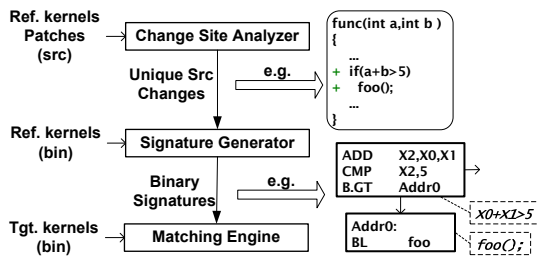 Ref. kernels
Patches
(src)
Change Site Analyzer
Unique Src
Changes
e.g.
func(int a,int b )
{
...
+ if(a+b>5)
+ foo();
...
}
Ref. kernels
(bin)
Signature Generator
Binary
Signatures
e.g.
ADD X2,X0,X1
CMP X2,5
B.GT Addr0
X0+X1>5
Addr0:
BL foo
foo();
Tgt. kernels
(bin)
Matching Engine